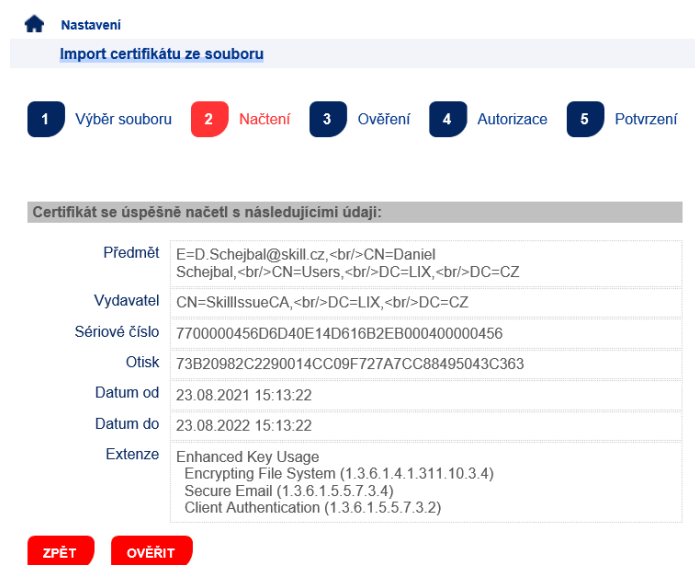 Nastavení
Import certifikátu ze souboru
1 Výběr souboru 2 Načtení 3 Ověření 4 Autorizace 5 Potvrzení
Certifikát se úspěšně načetl s následujícimi údaji:
Předmět E=D.Schejbal@skill.cz,<br/>CN=Daniel
Schejbal,<br/>CN=Users,<br/>DC=LIX,<br/>DC=CZ
Vydavatel CN=SkillIssueCA,<br/>DC=LIX,<br/>DC=CZ
Sériové číslo 7700000456D6D40E14D616B2EB000400000456
Otisk 73B20982C2290014CC09F727A7CC88495043C363
Datum od 23.08.2021 15:13:22
Datum do 23.08.2022 15:13:22
Extenze Enhanced Key Usage
Encrypting File System (1.3.6.1.4.1.311.10.3.4)
Secure Email (1.3.6.1.5.5.7.3.4)
Client Authentication (1.3.6.1.5.5.7.3.2)
ZPĚT OVĚŘIT